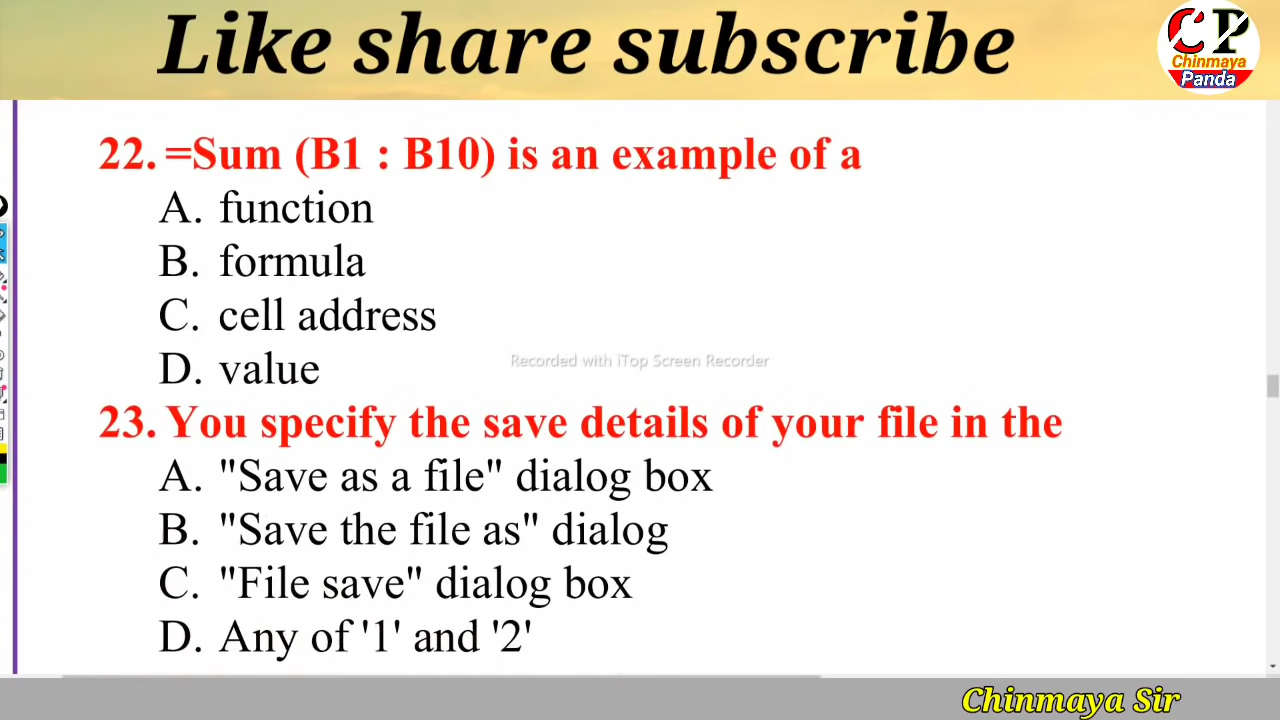 Like share subscribe
CP
Chinmaya
Panda
22. =Sum (B1 : B10) is an example of a
A. function
B. formula
C. cell address
D. value
Recorded with iTop Screen Recorder
23. You specify the save details of your file in the
A. "Save as a file" dialog box
B. "Save the file as" dialog
C. "File save" dialog box
D. Any of '1' and '2'
Chinmaya Sir